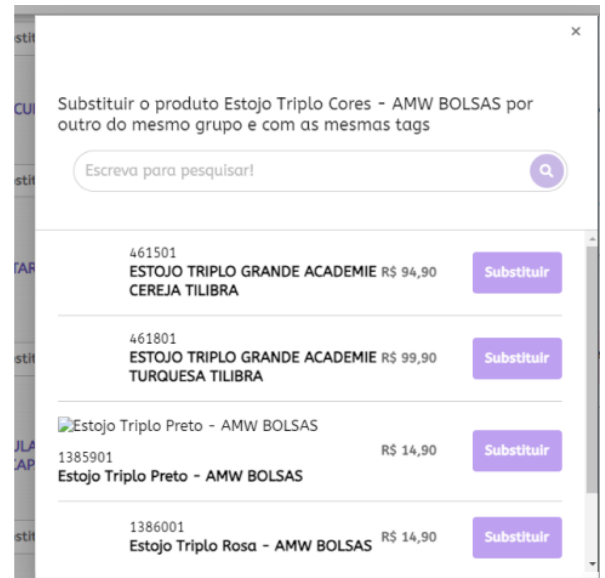 ×
Substituir o produto Estojo Triplo Cores - AMW BOLSAS por
outro do mesmo grupo e com as mesmas tags
Escreva para pesquisar!
461501
ESTOJO TRIPLO GRANDE ACADEMIE R$ 94,90 Substituir
CEREJA TILIBRA
461801
ESTOJO TRIPLO GRANDE ACADEMIE R$ 99,90 Substituir
TURQUESA TILIBRA
Estojo Triplo Preto - AMW BOLSAS
1385901 R$ 14,90 Substituir
Estojo Triplo Preto - AMW BOLSAS
1386001
Estojo Triplo Rosa - AMW BOLSAS R$ 14,90 Substituir